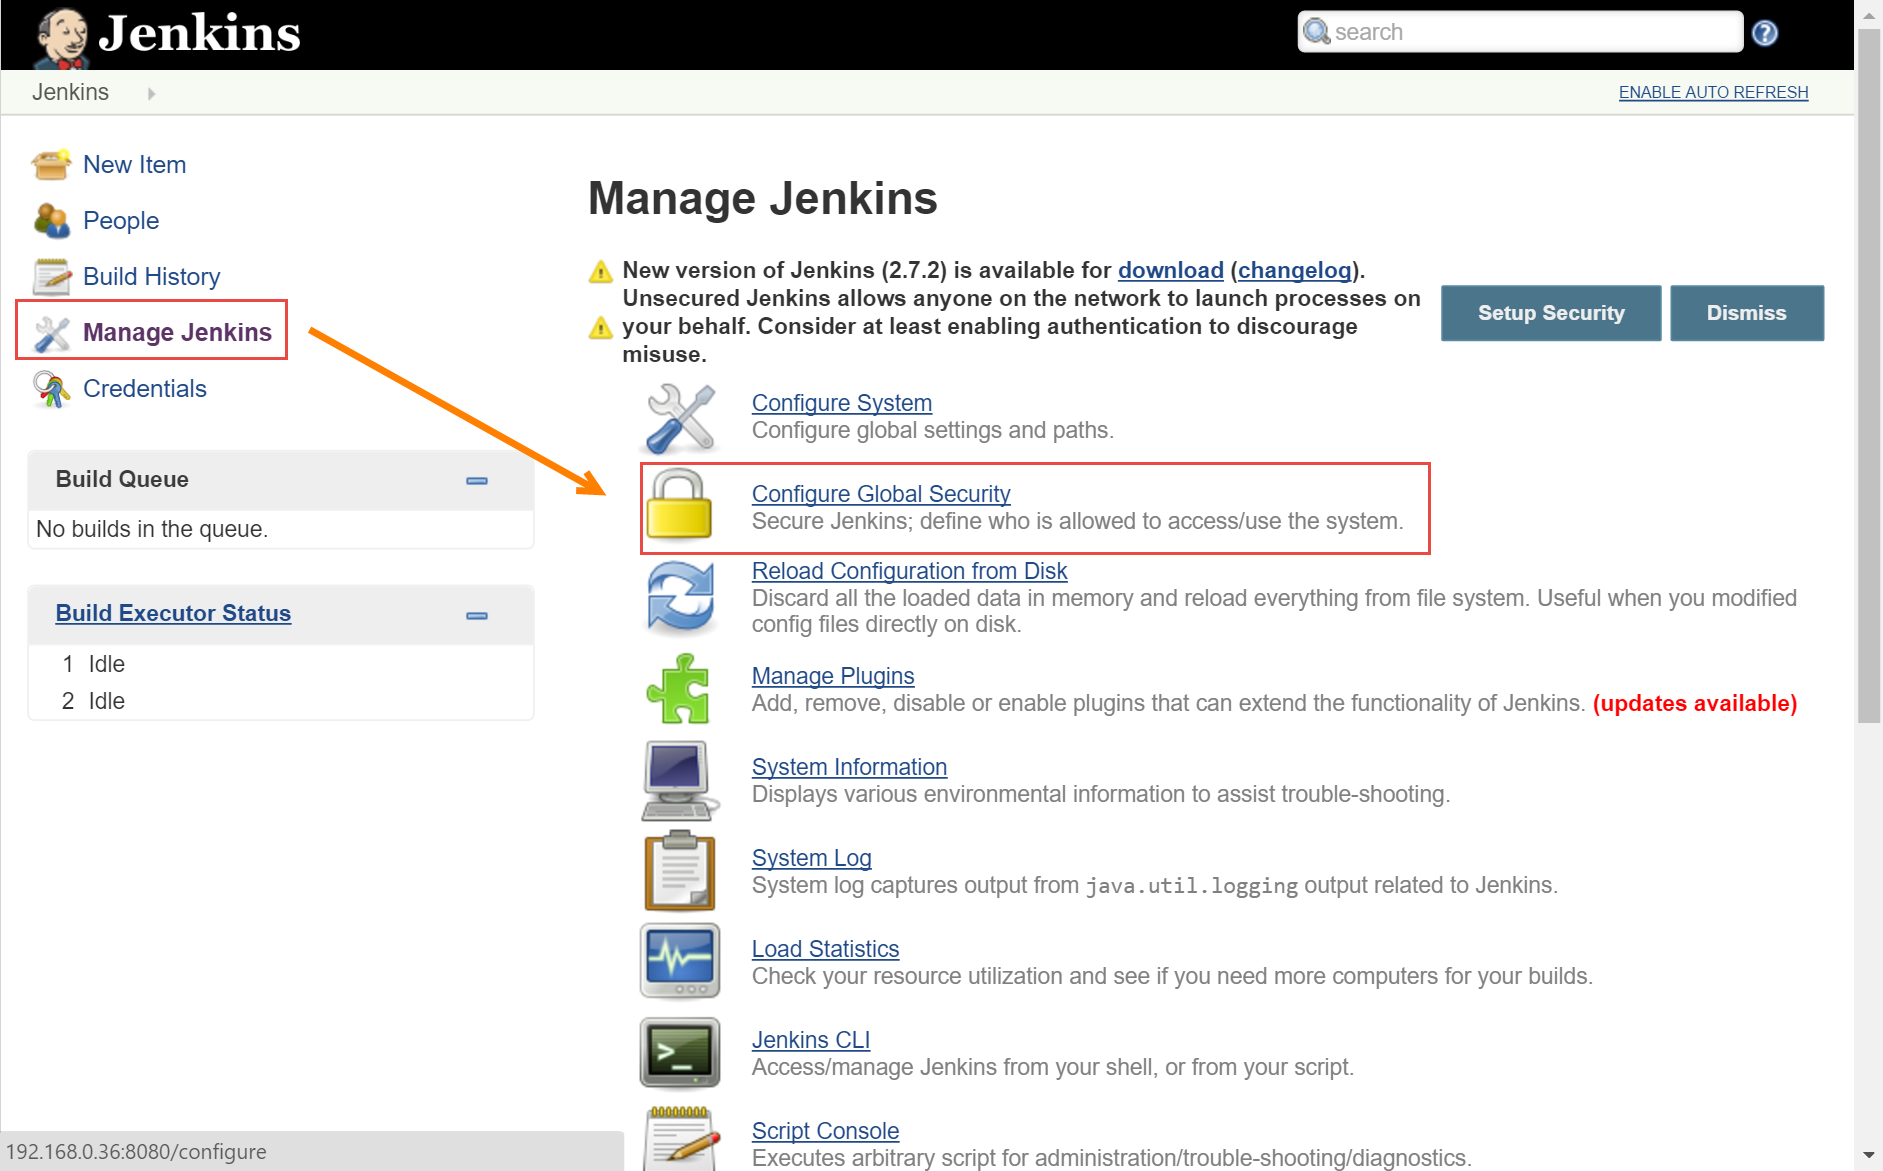 Jenkins
search
Jenkins
ENABLE AUTO REFRESH
New Item
People
Build History
Manage Jenkins
Credentials
Build Queue
No builds in the queue.
Build Executor Status
1 Idle
2 Idle
Manage Jenkins
New version of Jenkins (2.7.2) is available for download (changelog).
Unsecured Jenkins allows anyone on the network to launch processes on
your behalf. Consider at least enabling authentication to discourage
misuse.
Setup Security
Dismiss
Configure System
Configure global settings and paths.
Configure Global Security
Secure Jenkins; define who is allowed to access/use the system.
Reload Configuration from Disk
Discard all the loaded data in memory and reload everything from file system. Useful when you modified
config files directly on disk.
Manage Plugins
Add, remove, disable or enable plugins that can extend the functionality of Jenkins. (updates available)
System Information
Displays various environmental information to assist trouble-shooting.
System Log
System log captures output from java.util.logging output related to Jenkins.
Load Statistics
Check your resource utilization and see if you need more computers for your builds.
Jenkins CLI
Access/manage Jenkins from your shell, or from your script.
Script Console
Executes arbitrary script for administration/trouble-shooting/diagnostics.
192.168.0.36:8080/configure